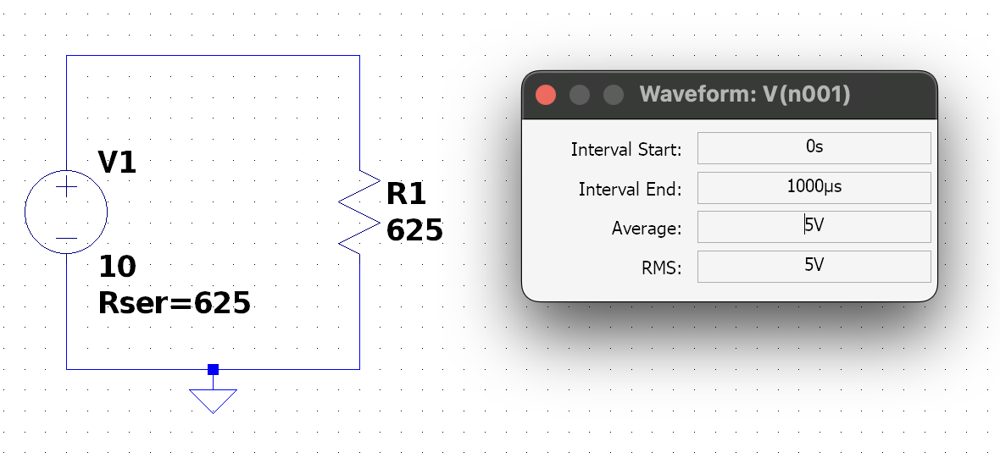 V1
10
Rser=625
R1
625
Waveform: V(n001)
Interval Start: 0s
Interval End: 1000µs
Average: 5V
RMS: 5V